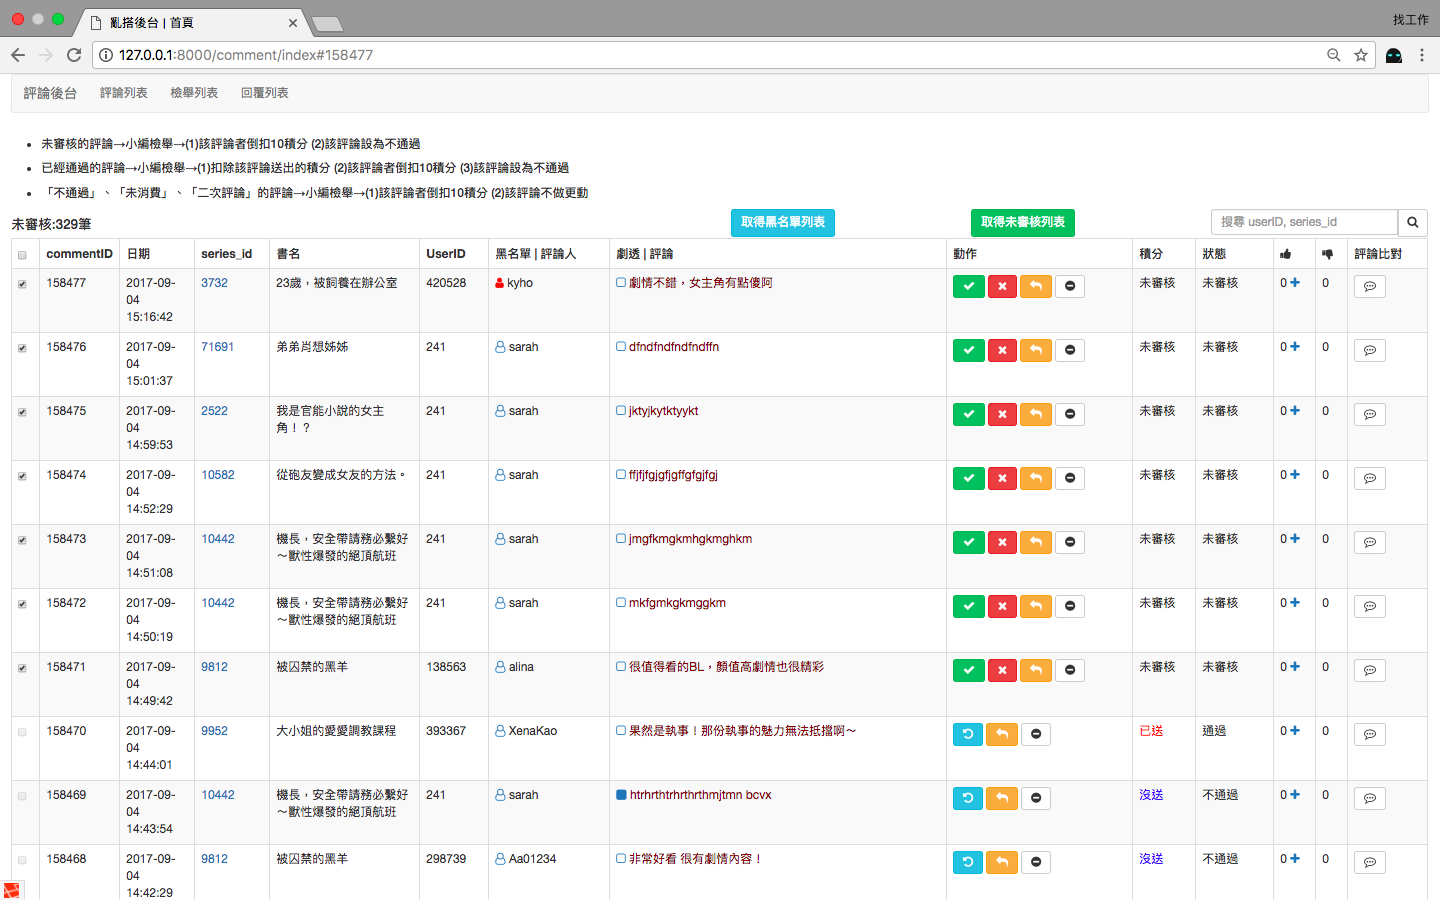 亂搭後台 | 首頁
找工作
127.0.0.1:8000/comment/index#158477
評論後台 評論列表 檢舉列表 回覆列表
未審核的評論→小編檢舉→(1)該評論者倒扣10積分 (2)該評論設為不通過
已經通過的評論→小編檢舉→(1)扣除該評論送出的積分 (2)該評論者倒扣10積分 (3)該評論設為不通過
「不通過」、「未消費」、「二次評論」的評論→小編檢舉→(1)該評論者倒扣10積分 (2)該評論不做更動
未審核:329筆 取得黑名單列表 取得未審核列表 搜尋 userID, series_id
commentID 日期 series_id 書名 UserID 黑名單 | 評論人 劇透 | 評論 動作 積分 狀態 評論比對
158477 2017-09- 3732 23歲，被飼養在辦公室 420528 kyho 劇情不錯，女主角有點傻阿 未審核 未審核 0 0
04
15:16:42
158476 2017-09- 71691 弟弟肖想姊姊 241 sarah dfndfndfndfndffn 未審核 未審核 0 0
04
15:01:37
158475 2017-09- 2522 我是官能小說的女主 241 sarah jktyjkytktyykt 未審核 未審核 0 0
04 角！？
14:59:53
158474 2017-09- 10582 從砲友變成女友的方法。 241 sarah ffjfjfgjgfjgffgfgjfgj 未審核 未審核 0 0
04
14:52:29
158473 2017-09- 10442 機長，安全帶請務必繫好 241 sarah jmgfkmgkmhgkmghkm 未審核 未審核 0 0
04 ～獸性爆發的絕頂航班
14:51:08
158472 2017-09- 10442 機長，安全帶請務必繫好 241 sarah mkfgmkgkmggkm 未審核 未審核 0 0
04 ～獸性爆發的絕頂航班
14:50:19
158471 2017-09- 9812 被囚禁的黑羊 138563 alina 很值得看的BL，顏值高劇情也很精彩 未審核 未審核 0 0
04
14:49:42
158470 2017-09- 9952 大小姐的愛愛調教課程 393367 XenaKao 果然是執事！那份執事的魅力無法抵擋啊～ 已送 通過 0 0
04
14:44:01
158469 2017-09- 10442 機長，安全帶請務必繫好 241 sarah htrhrthtrhrthrthmjtmn bcvx 沒送 不通過 0 0
04 ～獸性爆發的絕頂航班
14:43:54
158468 2017-09- 9812 被囚禁的黑羊 298739 Aa01234 非常好看 很有劇情內容！ 沒送 不通過 0 0
04
14:42:29